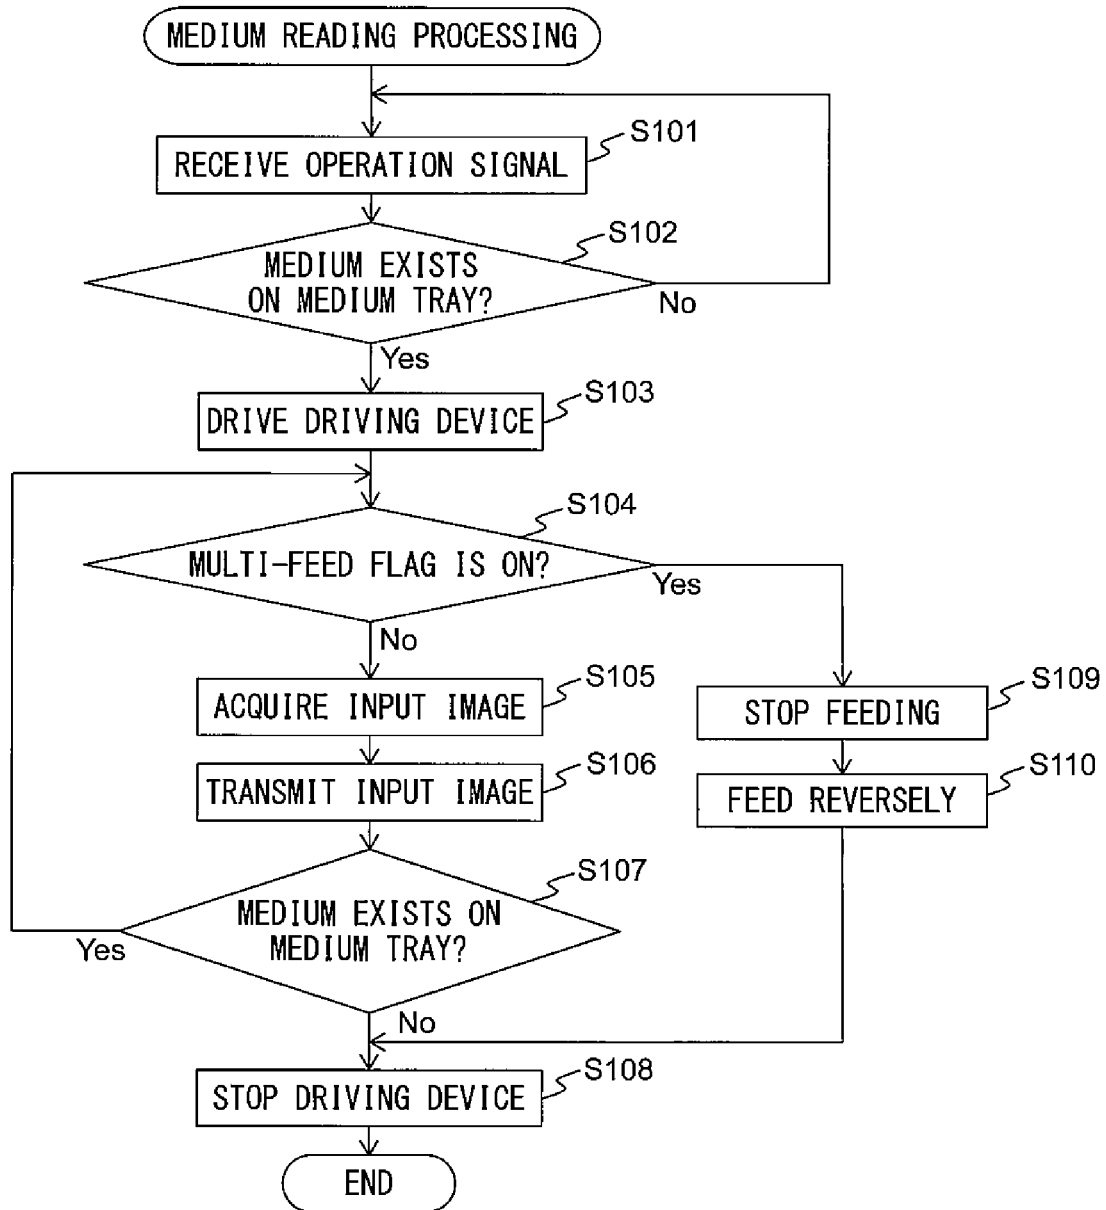 MEDIUM READING PROCESSING
S101
RECEIVE OPERATION SIGNAL
S102
MEDIUM EXISTS
ON MEDIUM TRAY?
No
Yes
S103
DRIVE DRIVING DEVICE
S104
MULTI-FEED FLAG IS ON?
Yes
No
S105
ACQUIRE INPUT IMAGE
S109
STOP FEEDING
S106
TRANSMIT INPUT IMAGE
S110
FEED REVERSELY
S107
MEDIUM EXISTS ON
MEDIUM TRAY?
Yes
No
S108
STOP DRIVING DEVICE
END